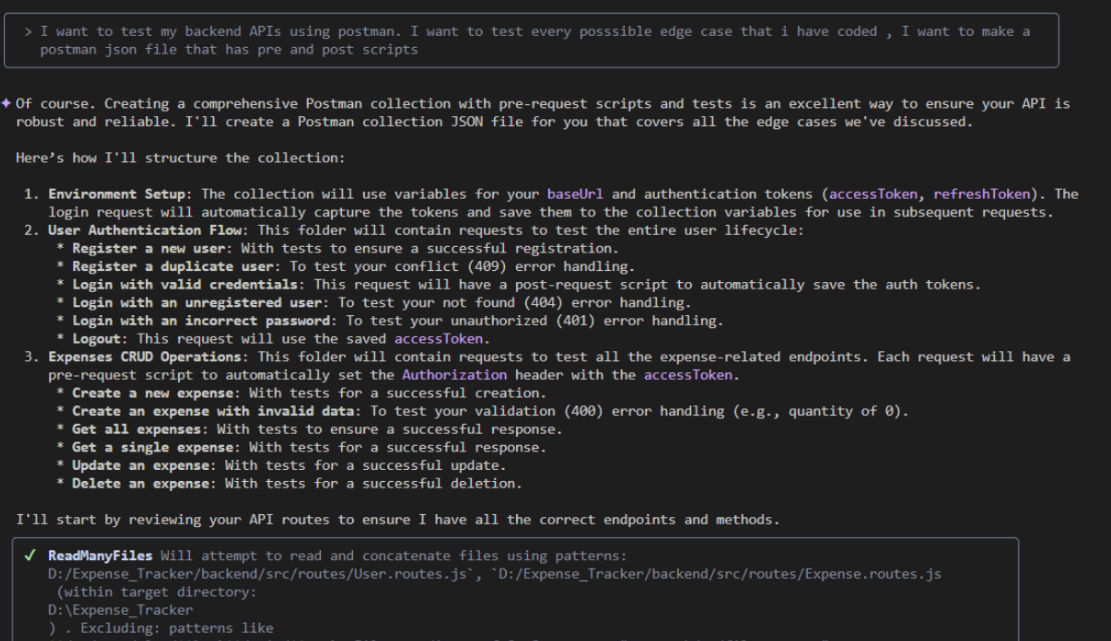 > I want to test my backend APIs using postman. I want to test every posssible edge case that i have coded , I want to make a
postman json file that has pre and post scripts
✦ Of course. Creating a comprehensive Postman collection with pre-request scripts and tests is an excellent way to ensure your API is
robust and reliable. I'll create a Postman collection JSON file for you that covers all the edge cases we've discussed.
Here's how I'll structure the collection:
1. Environment Setup: The collection will use variables for your baseUrl and authentication tokens (accessToken, refreshToken). The
login request will automatically capture the tokens and save them to the collection variables for use in subsequent requests.
2. User Authentication Flow: This folder will contain requests to test the entire user lifecycle:
* Register a new user: With tests to ensure a successful registration.
* Register a duplicate user: To test your conflict (409) error handling.
* Login with valid credentials: This request will have a post-request script to automatically save the auth tokens.
* Login with an unregistered user: To test your not found (404) error handling.
* Login with an incorrect password: To test your unauthorized (401) error handling.
* Logout: This request will use the saved accessToken.
3. Expenses CRUD Operations: This folder will contain requests to test all the expense-related endpoints. Each request will have a
pre-request script to automatically set the Authorization header with the accessToken.
* Create a new expense: With tests for a successful creation.
* Create an expense with invalid data: To test your validation (400) error handling (e.g., quantity of 0).
* Get all expenses: With tests to ensure a successful response.
* Get a single expense: With tests for a successful response.
* Update an expense: With tests for a successful update.
* Delete an expense: With tests for a successful deletion.
I'll start by reviewing your API routes to ensure I have all the correct endpoints and methods.
✓ ReadManyFiles Will attempt to read and concatenate files using patterns:
D:/Expense_Tracker/backend/src/routes/User.routes.js`, `D:/Expense_Tracker/backend/src/routes/Expense.routes.js
(within target directory:
D:\Expense_Tracker
) . Excluding: patterns like